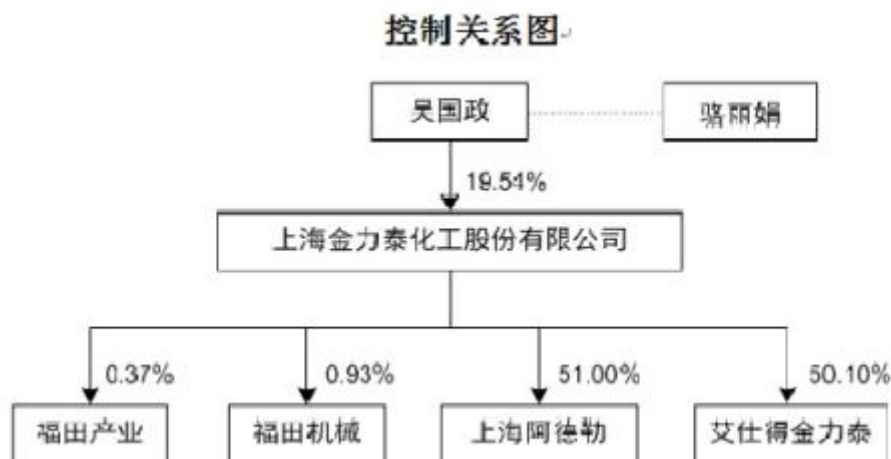 控制关系图
吴国政
骆丽娟
19.54%
上海金力泰化工股份有限公司
0.37%
0.93%
51.00%
50.10%
福田产业
福田机械
上海阿德勒
艾仕得金力泰